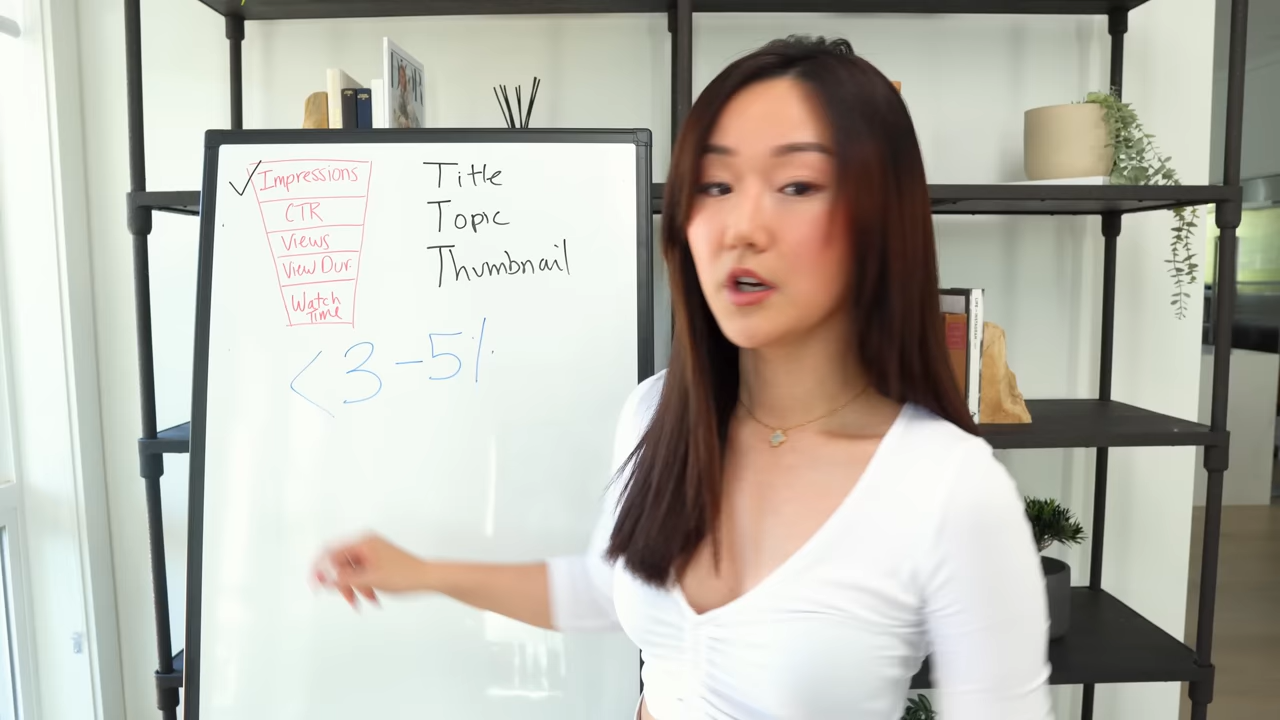 ✓ Impressions
CTR
Views
View Dur.
Watch
Time
Title
Topic
Thumbnail
<3-5%